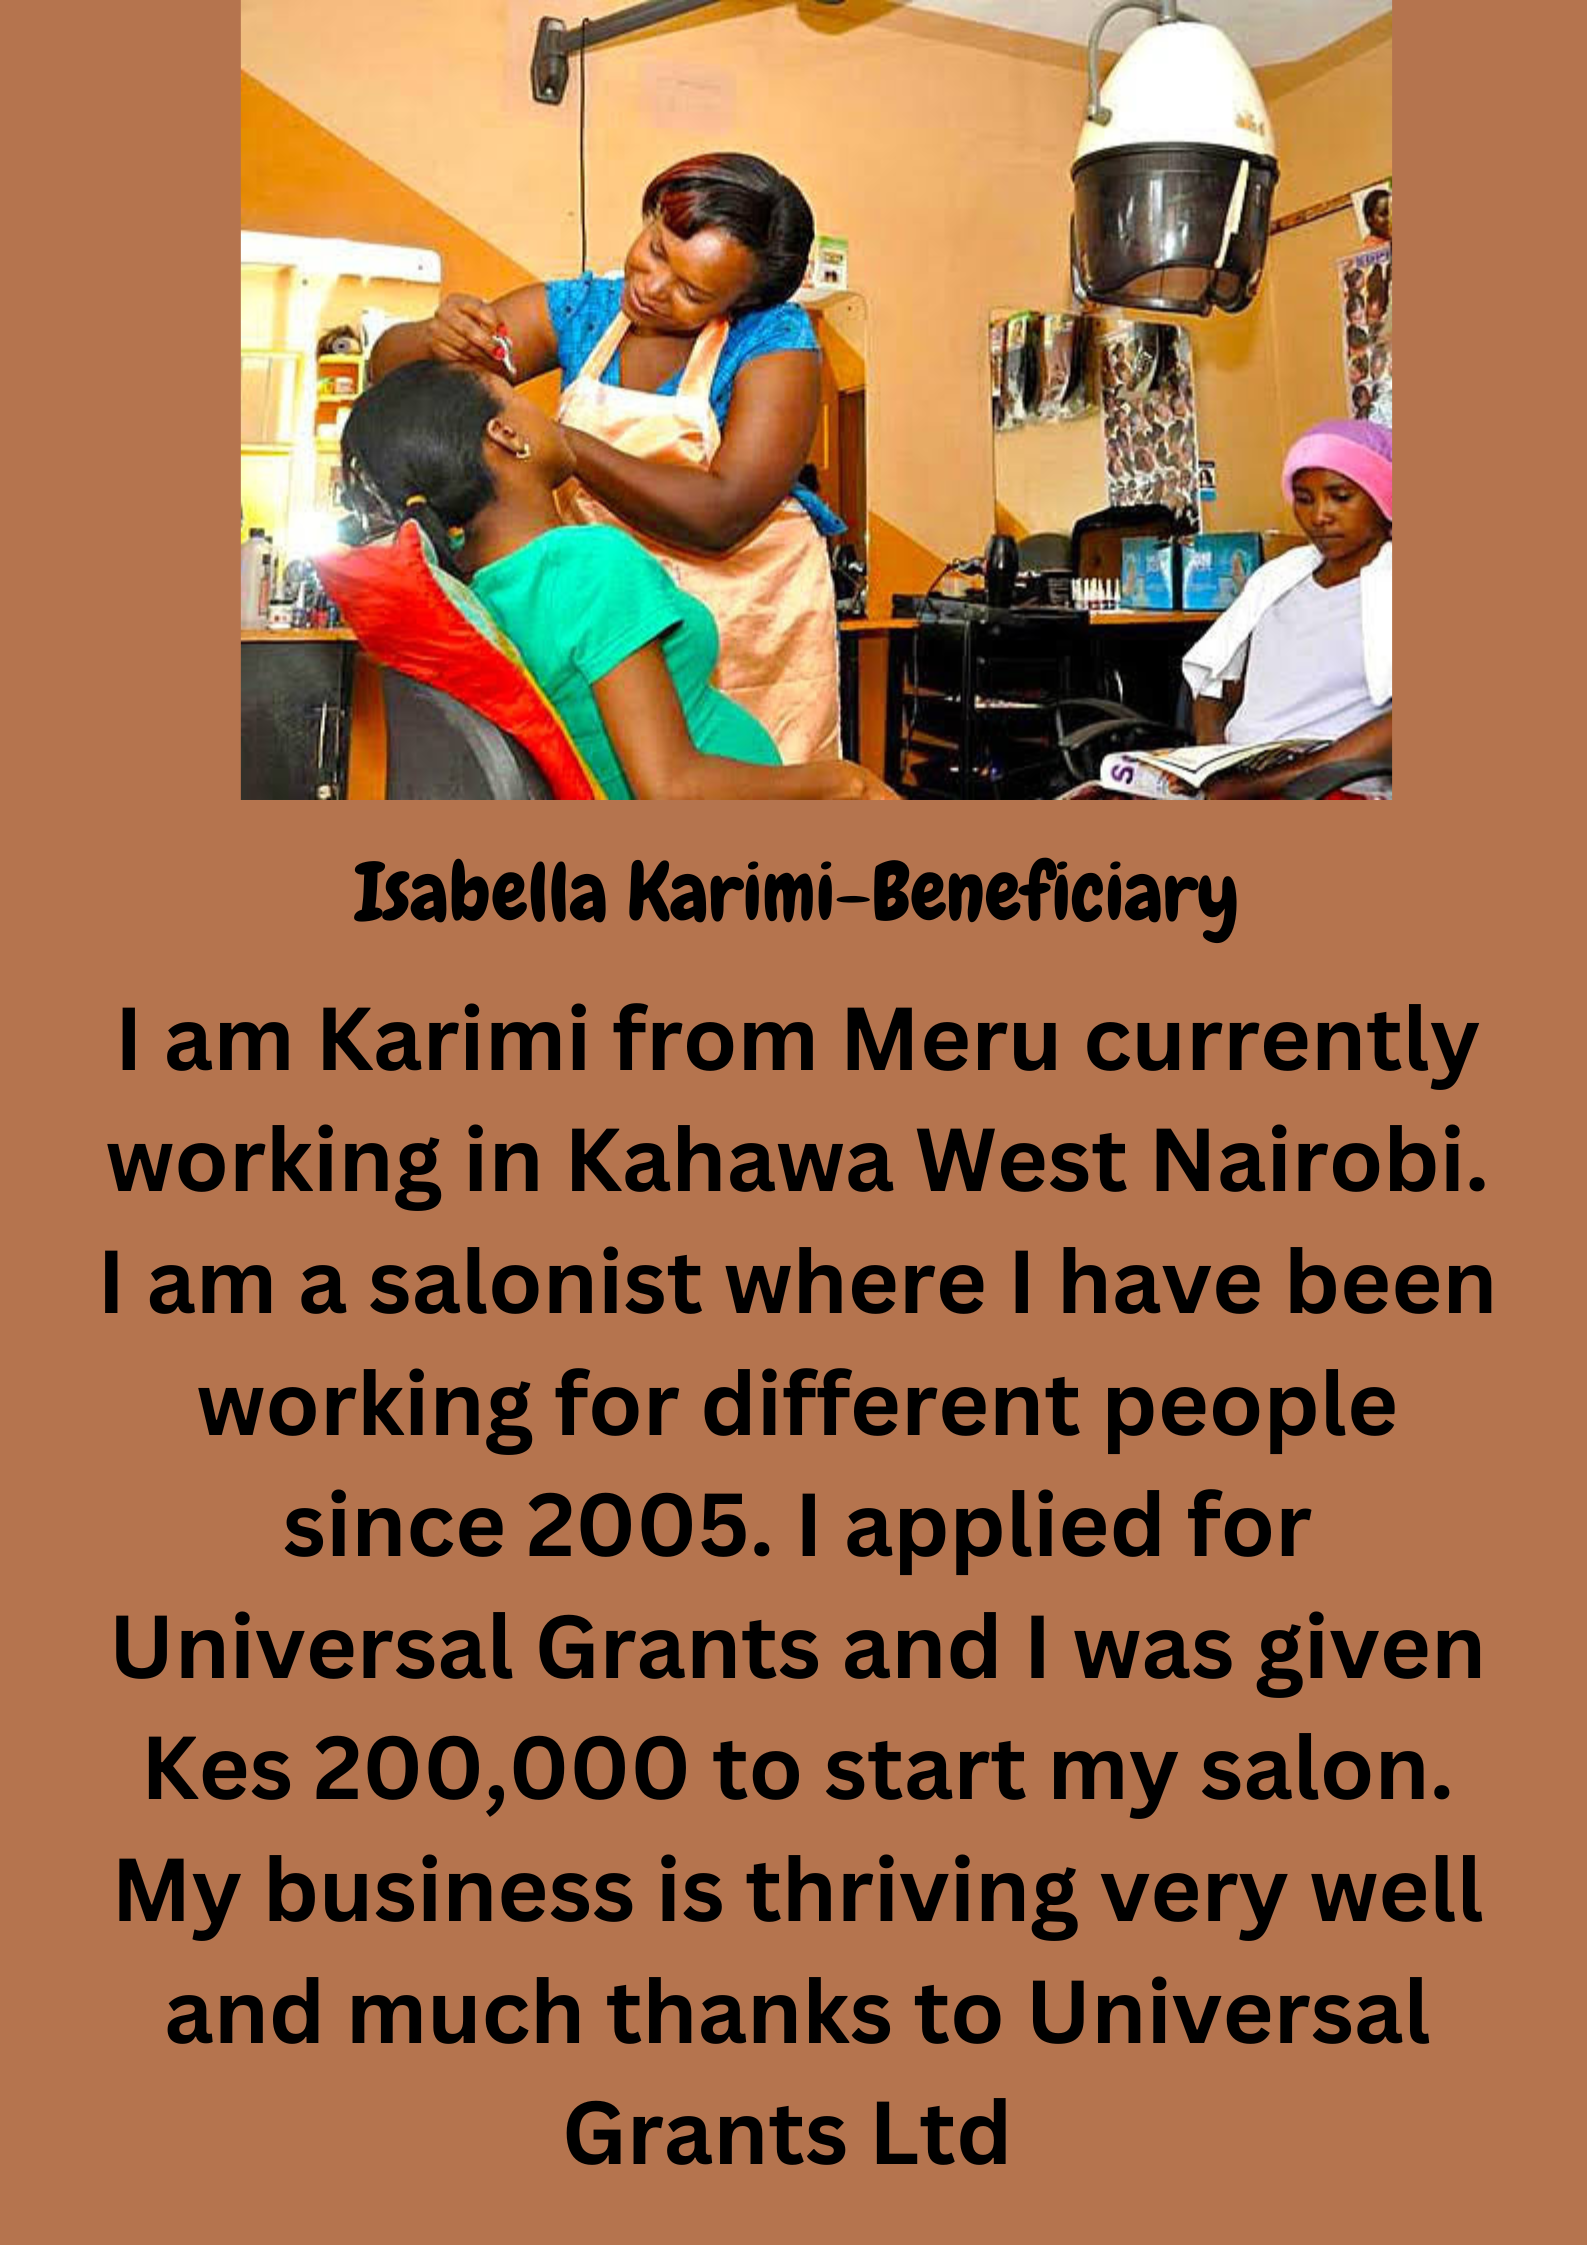 Isabella Karimi-Beneficiary
I am Karimi from Meru currently
working in Kahawa West Nairobi.
I am a salonist where I have been
working for different people
since 2005. I applied for
Universal Grants and I was given
Kes 200,000 to start my salon.
My business is thriving very well
and much thanks to Universal
Grants Ltd